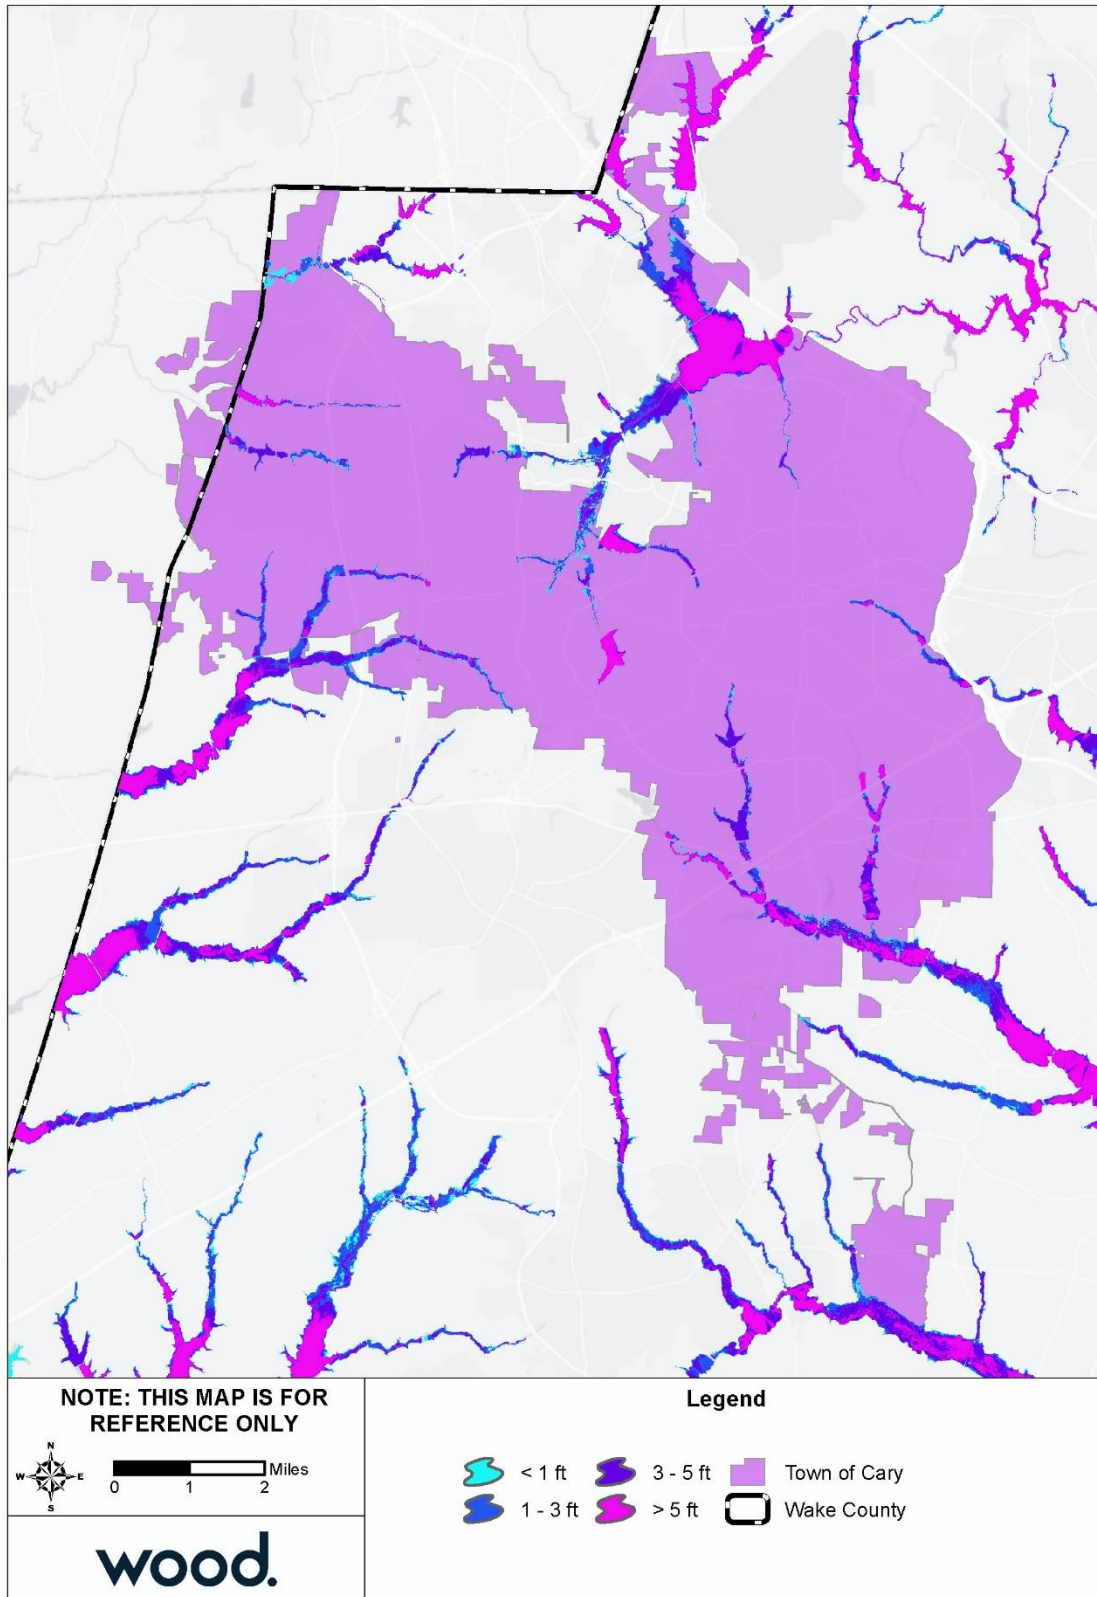 NOTE: THIS MAP IS FOR
REFERENCE ONLY
N
W E
S
Miles
0 1 2
wood.
Legend
< 1 ft 3 - 5 ft Town of Cary
1 - 3 ft > 5 ft Wake County